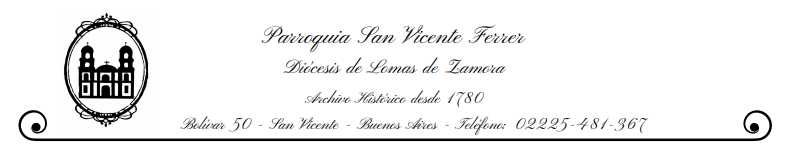 Parroquia San Vicente Ferrer
Diócesis de Lomas de Zamora
Archivo Histórico desde 1780
Bolívar 50 - San Vicente - Buenos Aires - Teléfono: 02225-481-367